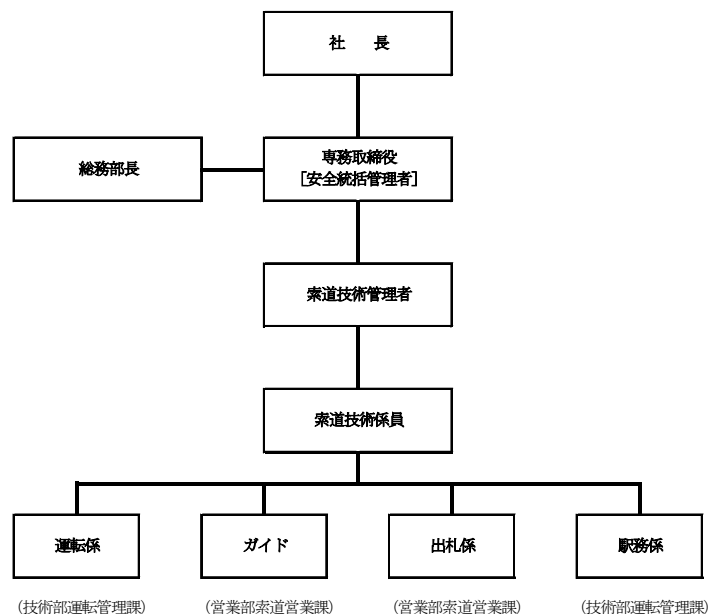 社　長
総務部長
専務取締役
［安全統括管理者］
索道技術管理者
索道技術係員
運転係
ガイド
出札係
駅務係
（技術部運転管理課）
（営業部索道営業課）
（営業部索道営業課）
（技術部運転管理課）